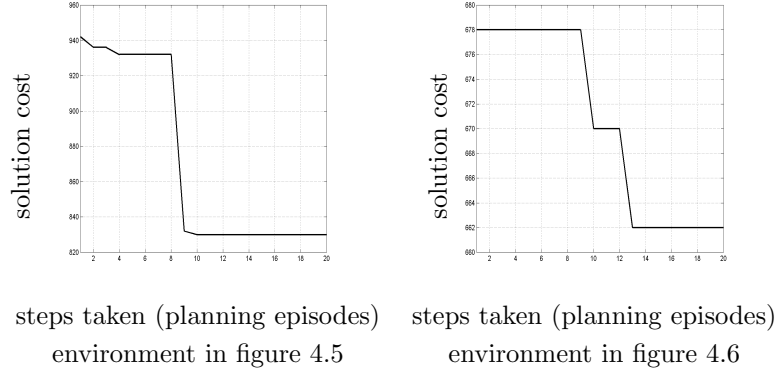 960
940
920
900
880
860
840
820
2 4 6 8 10 12 14 16 18 20
solution cost
steps taken (planning episodes)
environment in figure 4.5
680
678
676
674
672
670
668
666
664
662
660
2 4 6 8 10 12 14 16 18 20
solution cost
steps taken (planning episodes)
environment in figure 4.6